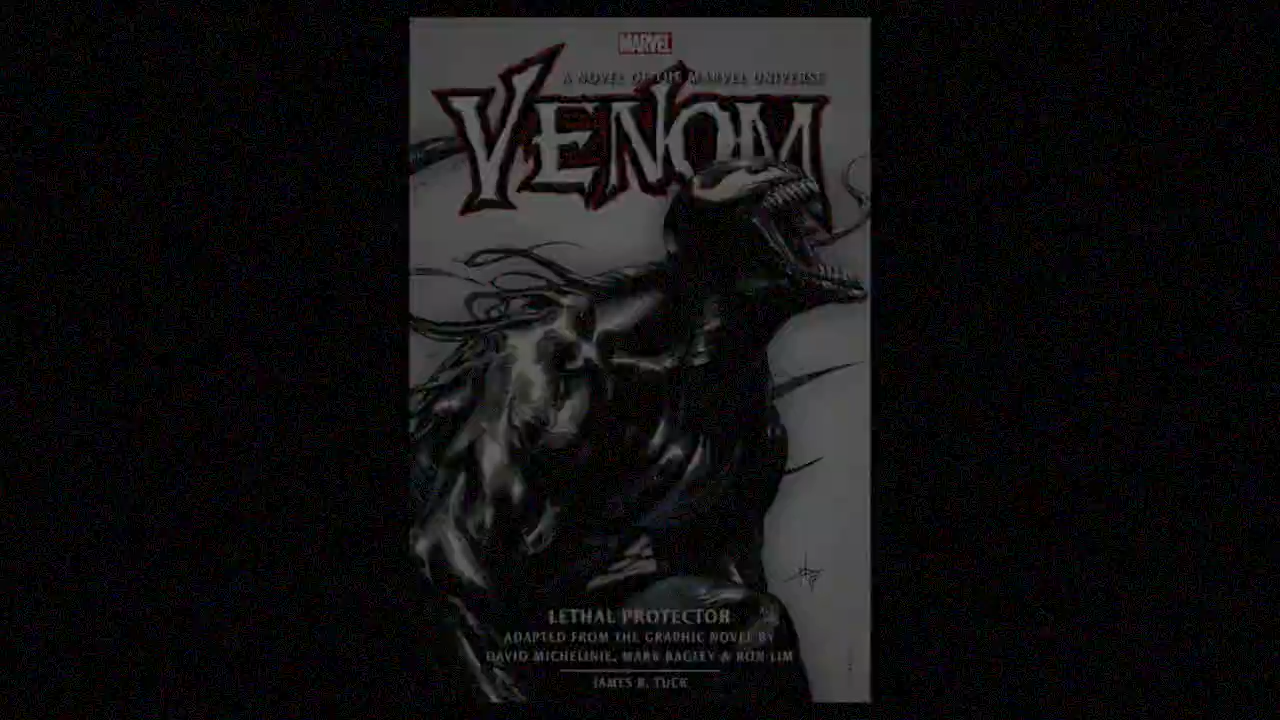 MARVEL
A NOVEL OF THE MARVEL UNIVERSE
VENOM
LETHAL PROTECTOR
ADAPTED FROM THE GRAPHIC NOVEL BY
DAVID MICHELINIE, MARK BAGLEY & RON LIM
JAMES R. TUCK